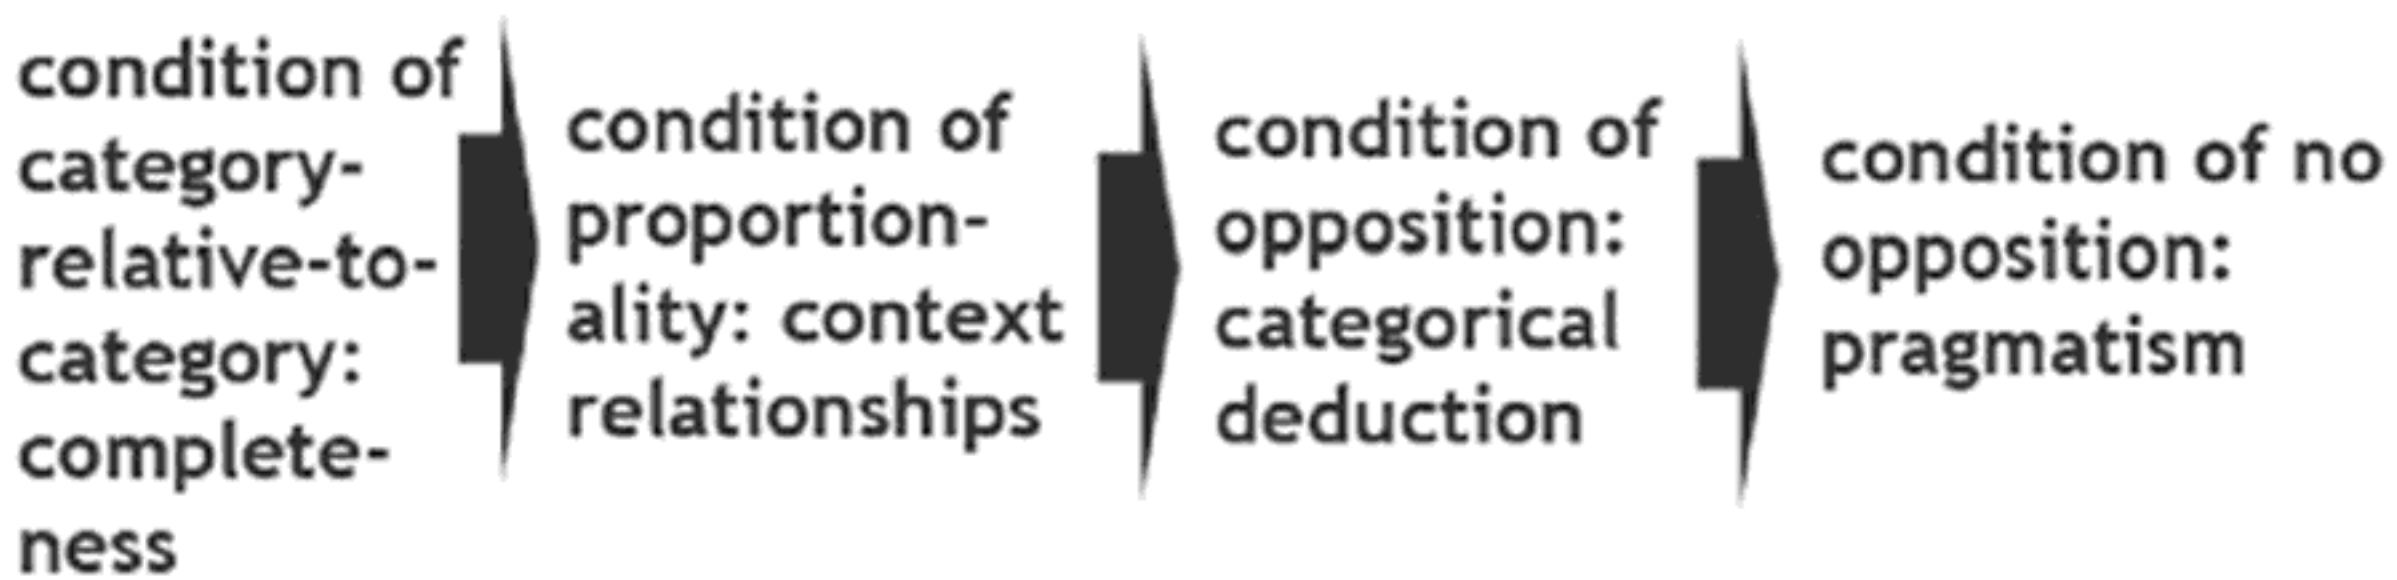 condition of
category-
relative-to-
category:
complete-
ness
condition of
proportion-
ality: context
relationships
condition of
opposition:
categorical
deduction
condition of no
opposition:
pragmatism